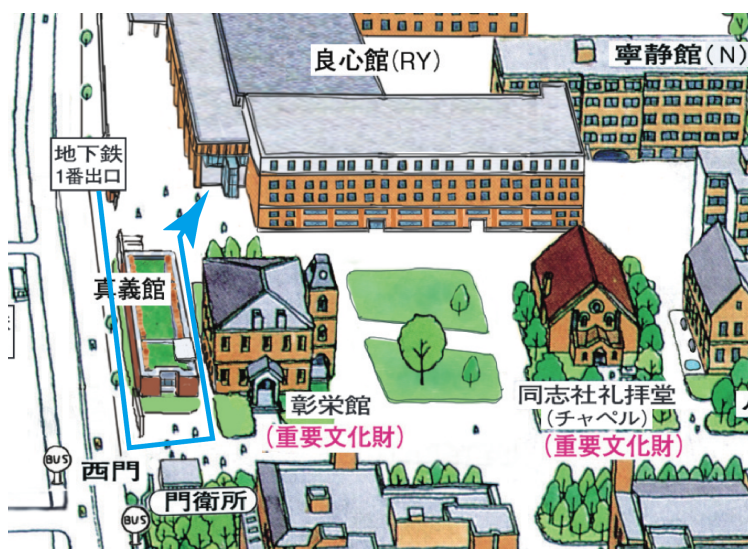 良心館(RY)
寧静館(N)
地下鉄
1番出口
真義館
彰栄館
(重要文化財)
同志社礼拝堂
(チャペル)
(重要文化財)
BUS
西門
門衛所
BUS